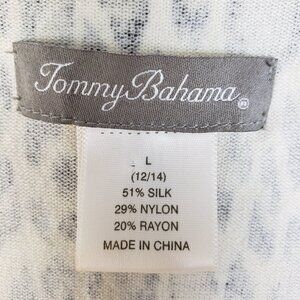 Tommy Bahama®
L
(12/14)
51% SILK
29% NYLON
20% RAYON
MADE IN CHINA